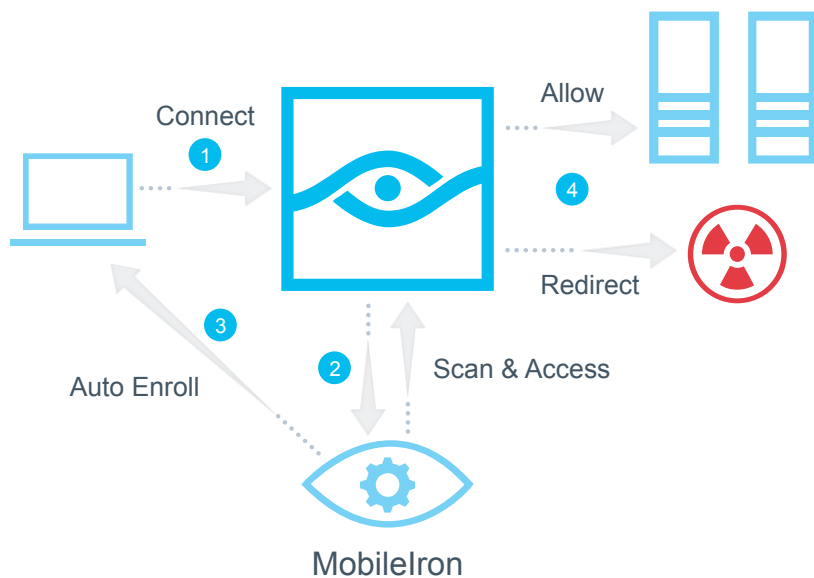 Connect
1
Allow
4
Redirect
3
Auto Enroll
2
Scan & Access
MobileIron